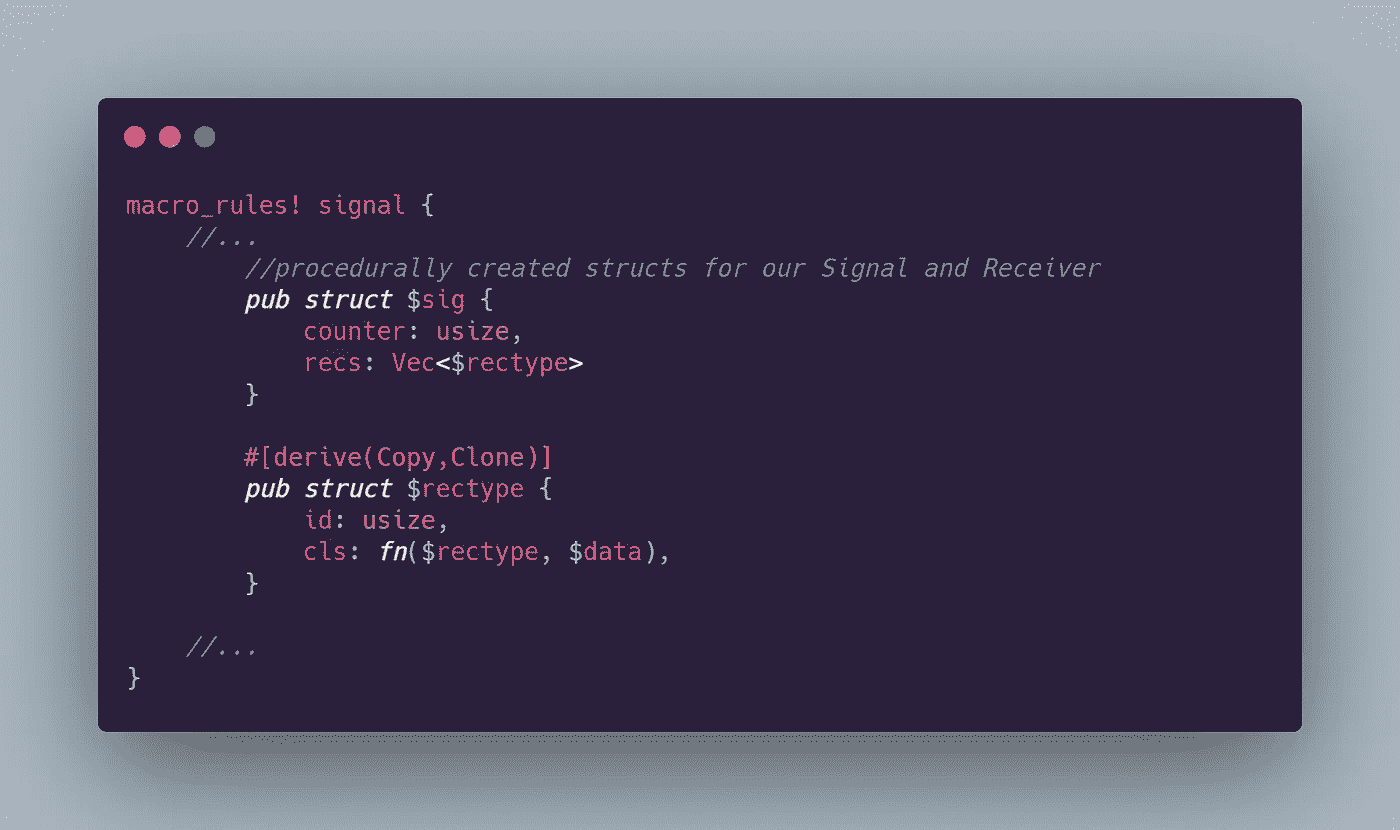 macro_rules! signal {
    //...
        //procedurally created structs for our Signal and Receiver
        pub struct $sig {
            counter: usize,
            recs: Vec<$rectype>
        }

        #[derive(Copy,Clone)]
        pub struct $rectype {
            id: usize,
            cls: fn($rectype, $data),
        }

    //...
}